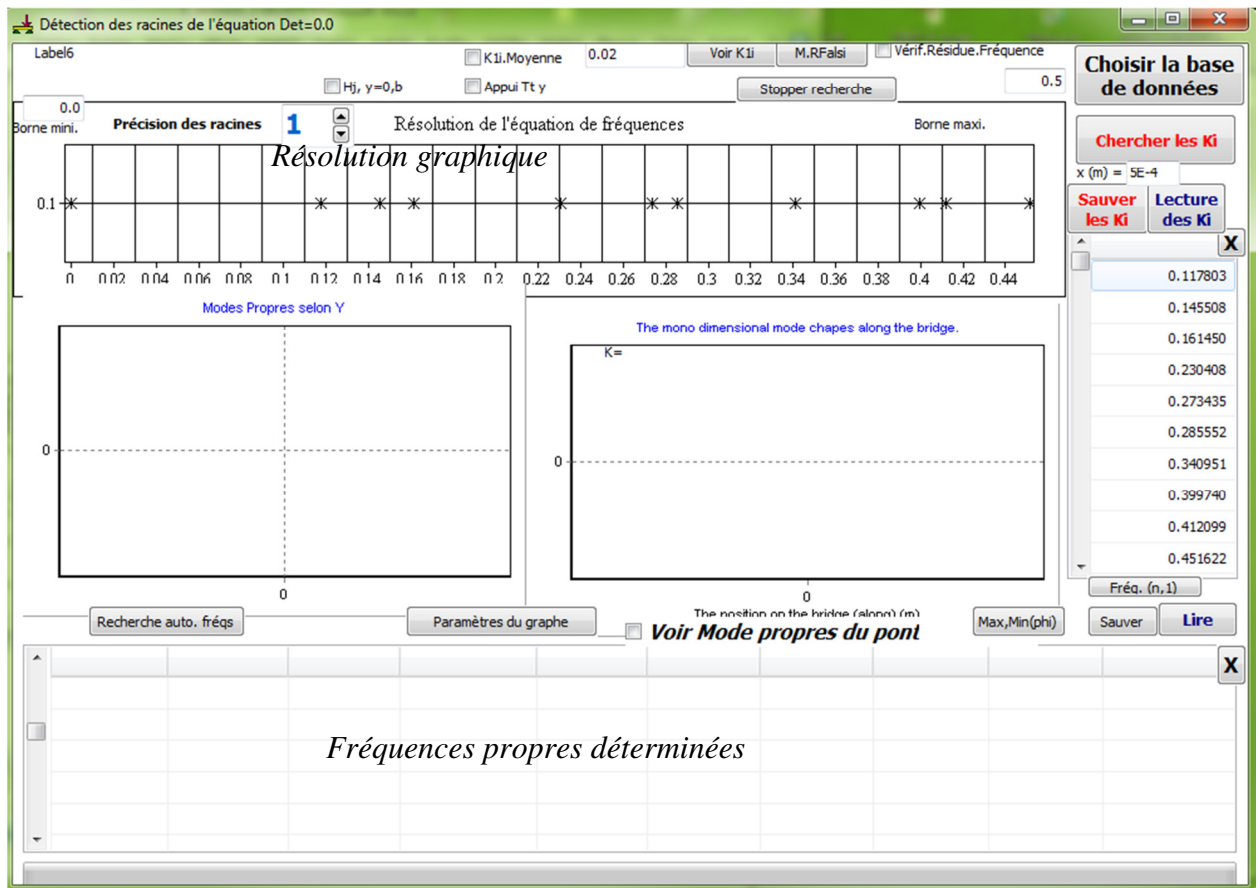 Détection des racines de l'équation Det=0.0
Label6
K1i.Moyenne
0.02
Voir K1i
M.RFalsi
Vérif.Résidue.Fréquence
Choisir la base
de données
Hj, y=0,b
Appui Tt y
Stopper recherche
0.5
0.0
Borne mini.
Précision des racines
1
Résolution de l'équation de fréquences
Borne maxi.
Chercher les Ki
Résolution graphique
x (m) = 5E-4
Sauver
les Ki
Lecture
des Ki
X
0.1
0 0.02 0.04 0.06 0.08 0.1 0.12 0.14 0.16 0.18 0.2 0.22 0.24 0.26 0.28 0.3 0.32 0.34 0.36 0.38 0.4 0.42 0.44
0.117803
0.145508
0.161450
0.230408
0.273435
0.285552
0.340951
0.399740
0.412099
0.451622
Modes Propres selon Y
0
0
The mono dimensional mode chapes along the bridge.
K=
0
0
The position on the bridge (along) (m)
Fréq. (n,1)
Recherche auto. fréqs
Paramètres du graphe
Voir Mode propres du pont
Max,Min(phi)
Sauver
Lire
X
Fréquences propres déterminées